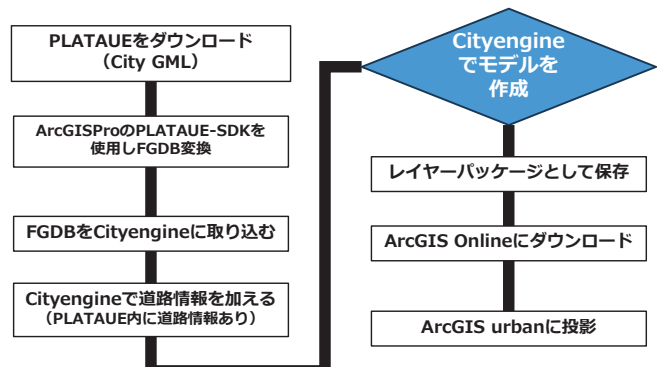 PLATAUEをダウンロード
（City GML）
ArcGISProのPLATAUE-SDKを
使用しFGDB変換
FGDBをCityengineに取り込む
Cityengineで道路情報を加える
（PLATAUE内に道路情報あり）
Cityengine
でモデルを
作成
レイヤーパッケージとして保存
ArcGIS Onlineにダウンロード
ArcGIS urbanに投影